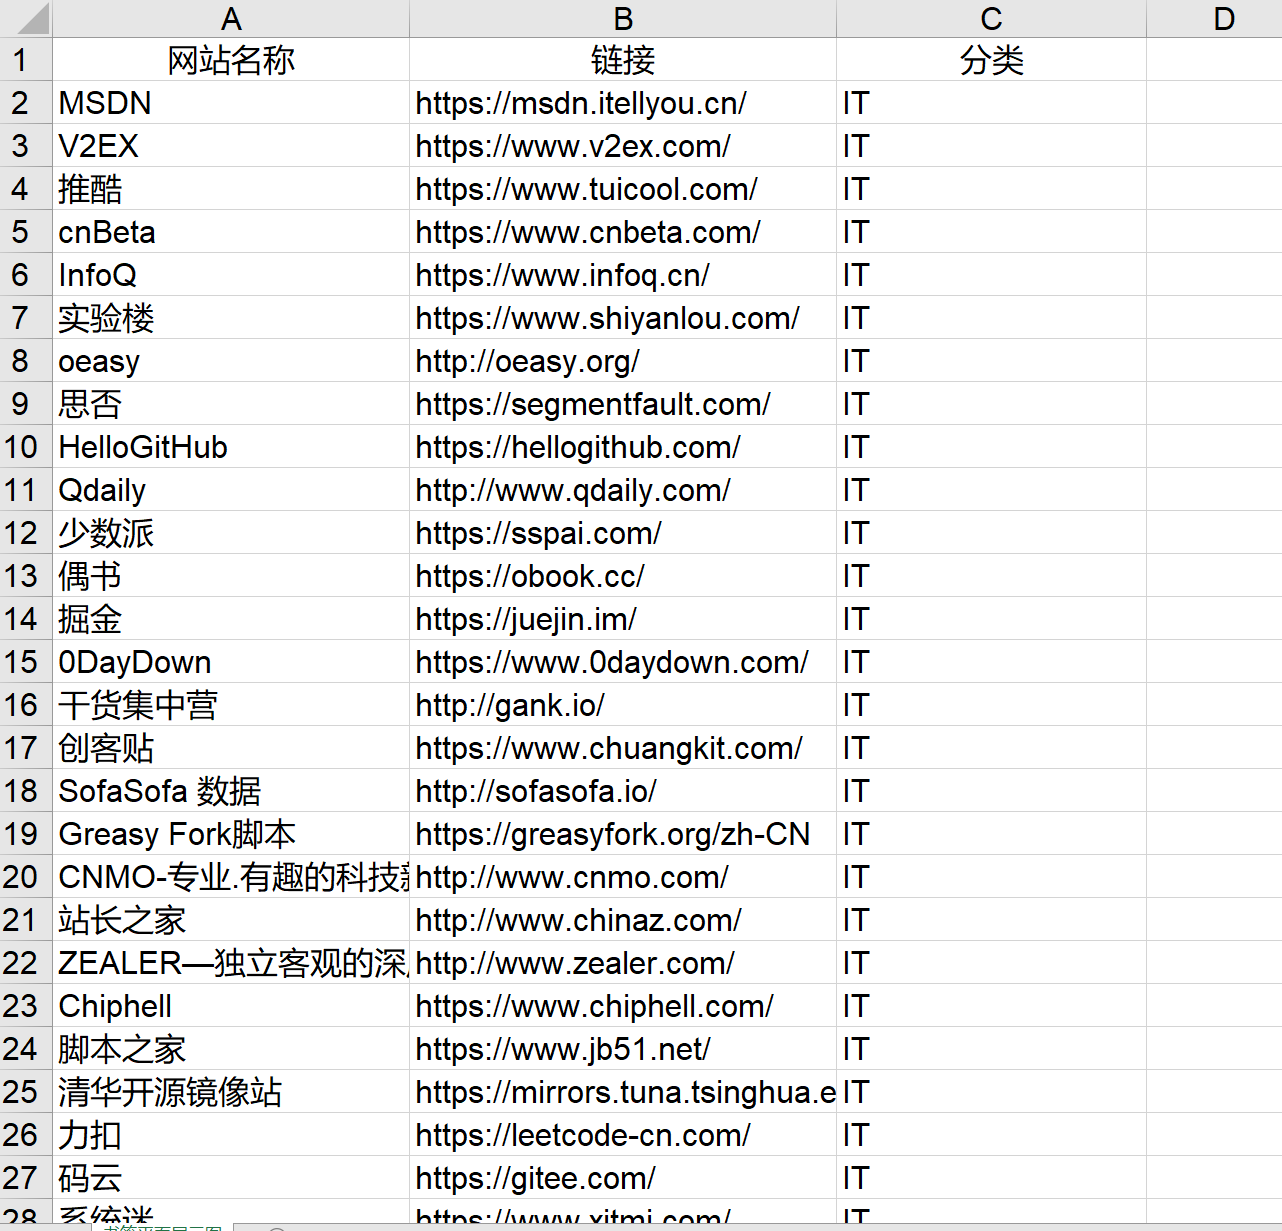 A B C D
1 网站名称 链接 分类
2 MSDN https://msdn.itellyou.cn/ IT
3 V2EX https://www.v2ex.com/ IT
4 推酷 https://www.tuicool.com/ IT
5 cnBeta https://www.cnbeta.com/ IT
6 InfoQ https://www.infoq.cn/ IT
7 实验楼 https://www.shiyanlou.com/ IT
8 oeasy http://oeasy.org/ IT
9 思否 https://segmentfault.com/ IT
10 HelloGitHub https://hellogithub.com/ IT
11 Qdaily http://www.qdaily.com/ IT
12 少数派 https://sspai.com/ IT
13 偶书 https://obook.cc/ IT
14 掘金 https://juejin.im/ IT
15 0DayDown https://www.0daydown.com/ IT
16 干货集中营 http://gank.io/ IT
17 创客贴 https://www.chuangkit.com/ IT
18 SofaSofa 数据 http://sofasofa.io/ IT
19 Greasy Fork脚本 https://greasyfork.org/zh-CN IT
20 CNMO-专业.有趣的科技 http://www.cnmo.com/ IT
21 站长之家 http://www.chinaz.com/ IT
22 ZEALER—独立客观的深 http://www.zealer.com/ IT
23 Chiphell https://www.chiphell.com/ IT
24 脚本之家 https://www.jb51.net/ IT
25 清华开源镜像站 https://mirrors.tuna.tsinghua.e IT
26 力扣 https://leetcode-cn.com/ IT
27 码云 https://gitee.com/ IT
28 系统迷 https://www.xitmi.com/ IT